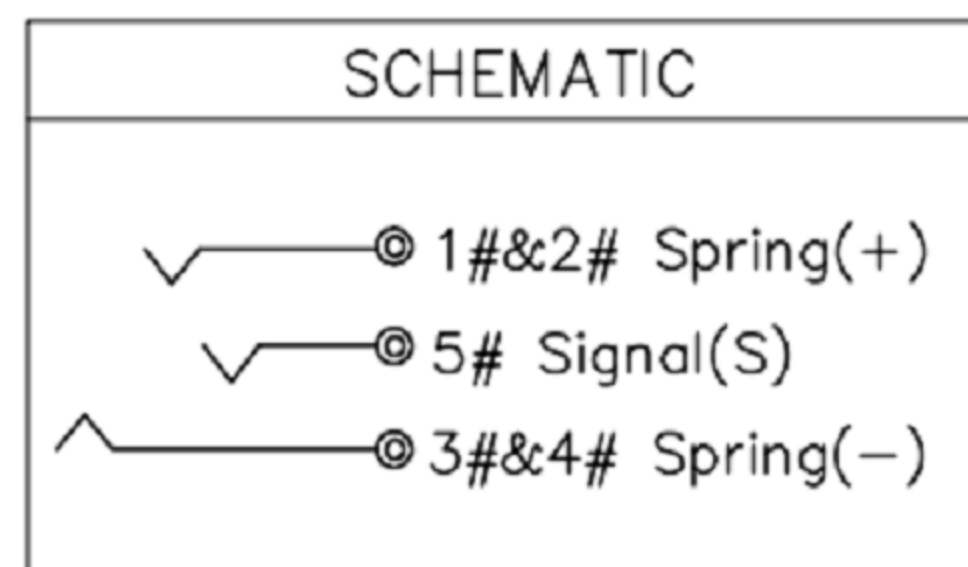 SCHEMATIC
1#&2# Spring(+)
5# Signal(S)
3#&4# Spring(−)